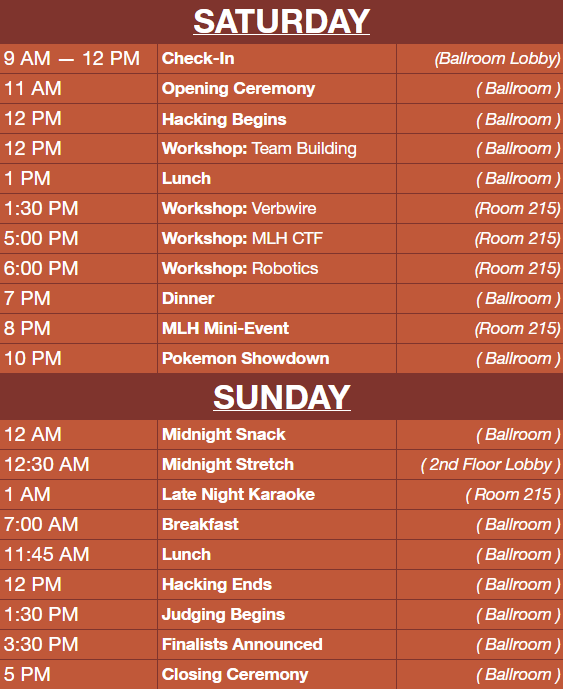 SATURDAY
9 AM — 12 PM Check-In (Ballroom Lobby)
11 AM Opening Ceremony ( Ballroom )
12 PM Hacking Begins ( Ballroom )
12 PM Workshop: Team Building ( Ballroom )
1 PM Lunch ( Ballroom )
1:30 PM Workshop: Verbwire (Room 215)
5:00 PM Workshop: MLH CTF (Room 215)
6:00 PM Workshop: Robotics (Room 215)
7 PM Dinner ( Ballroom )
8 PM MLH Mini-Event (Room 215)
10 PM Pokemon Showdown ( Ballroom )
SUNDAY
12 AM Midnight Snack ( Ballroom )
12:30 AM Midnight Stretch ( 2nd Floor Lobby )
1 AM Late Night Karaoke ( Room 215 )
7:00 AM Breakfast ( Ballroom )
11:45 AM Lunch ( Ballroom )
12 PM Hacking Ends ( Ballroom )
1:30 PM Judging Begins ( Ballroom )
3:30 PM Finalists Announced ( Ballroom )
5 PM Closing Ceremony ( Ballroom )